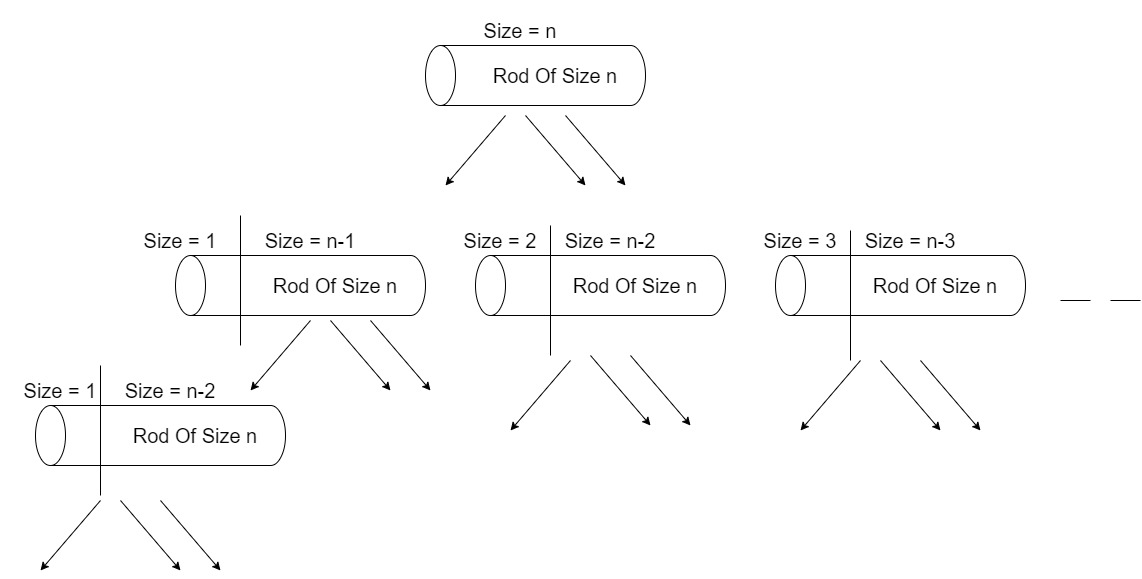 Size = n
Rod Of Size n
Size = 1 Size = n-1
Rod Of Size n
Size = 2 Size = n-2
Rod Of Size n
Size = 3 Size = n-3
Rod Of Size n
Size = 1 Size = n-2
Rod Of Size n